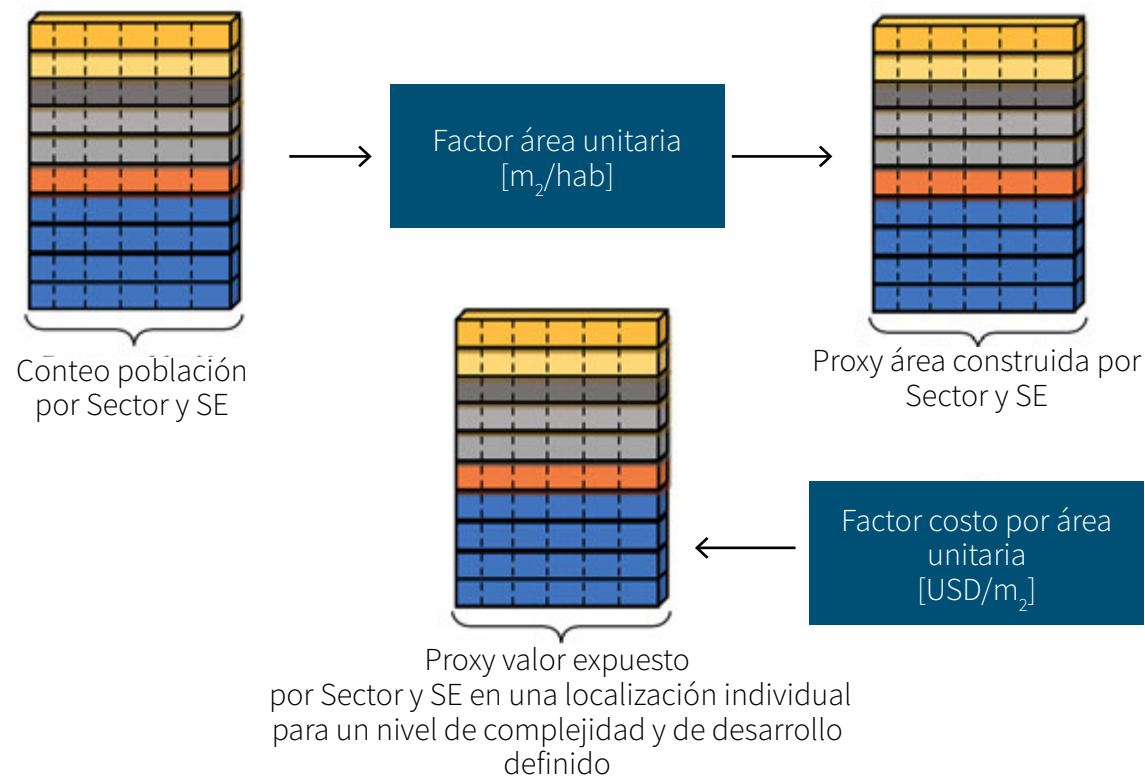 Factor área unitaria
[m₂/hab]
Conteo población
por Sector y SE
Proxy área construida por
Sector y SE
Factor costo por área
unitaria
[USD/m₂]
Proxy valor expuesto
por Sector y SE en una localización individual
para un nivel de complejidad y de desarrollo
definido